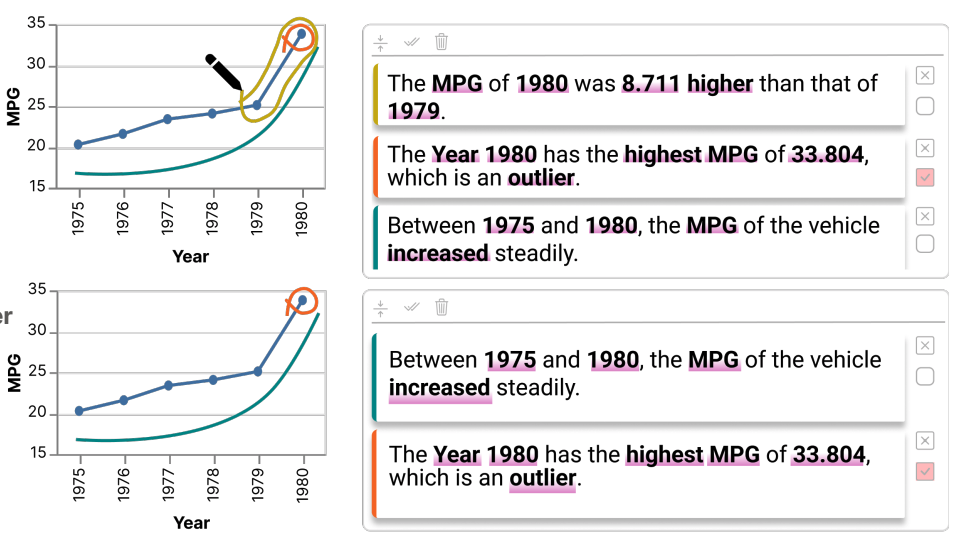 35
30
25
20
15
MPG
1975
1976
1977
1978
1979
1980
Year
The MPG of 1980 was 8.711 higher than that of
1979.
The Year 1980 has the highest MPG of 33.804,
which is an outlier.
Between 1975 and 1980, the MPG of the vehicle
increased steadily.
er
35
30
25
20
15
MPG
1975
1976
1977
1978
1979
1980
Year
Between 1975 and 1980, the MPG of the vehicle
increased steadily.
The Year 1980 has the highest MPG of 33.804,
which is an outlier.